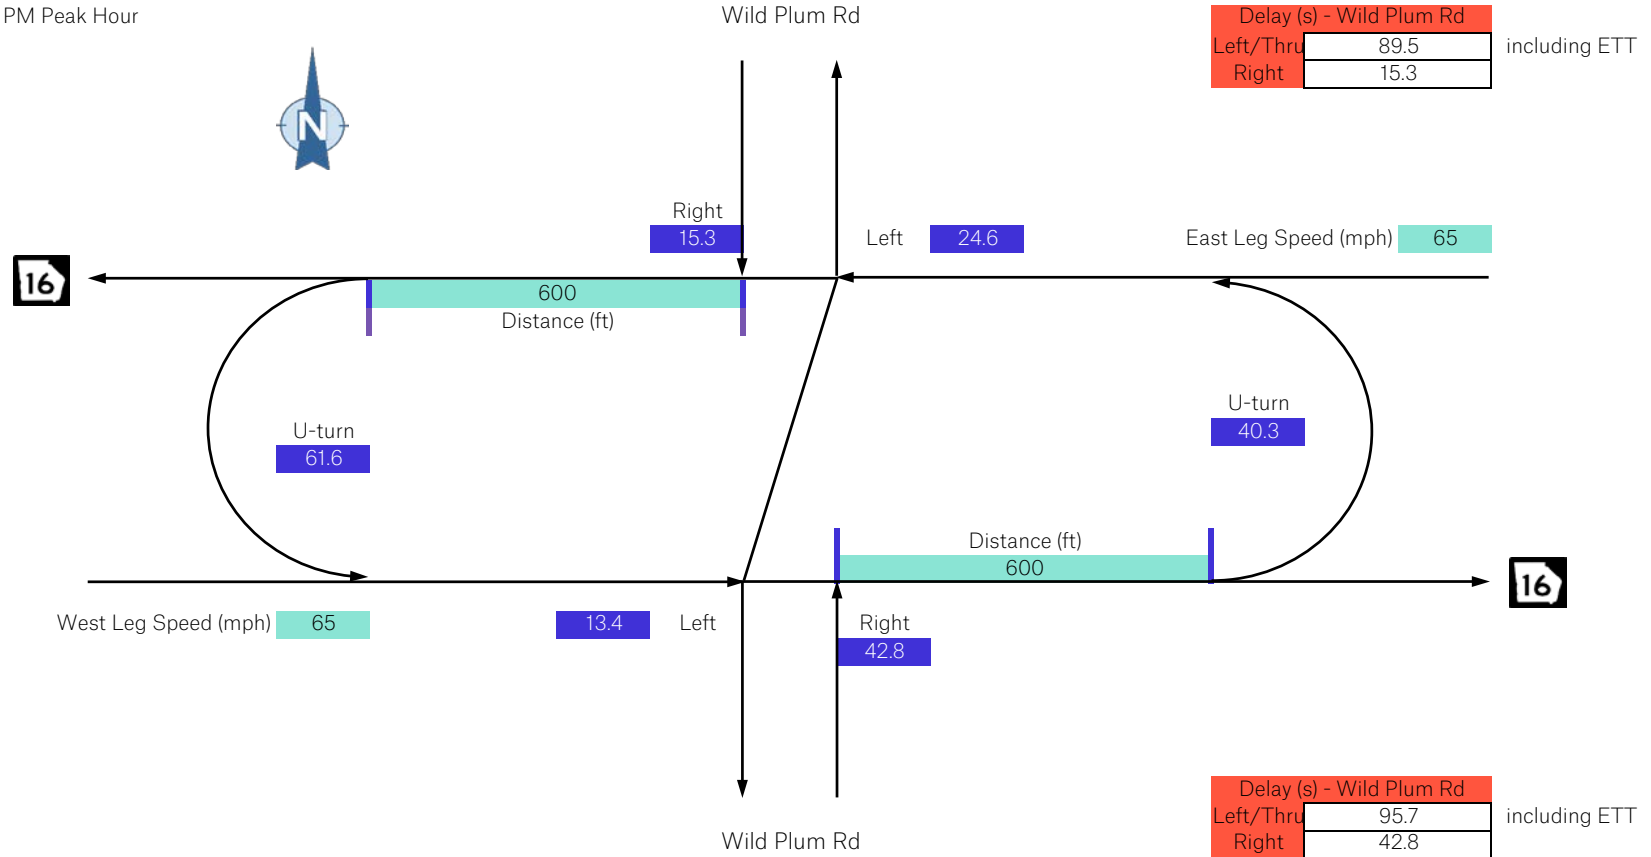 PM Peak Hour
Wild Plum Rd
Delay (s) - Wild Plum Rd
Left/Thru 89.5 including ETT
Right 15.3
N
Right
15.3
Left 24.6
East Leg Speed (mph) 65
16
600
Distance (ft)
U-turn
61.6
U-turn
40.3
Distance (ft)
600
16
West Leg Speed (mph) 65
13.4 Left
Right
42.8
Wild Plum Rd
Delay (s) - Wild Plum Rd
Left/Thru 95.7 including ETT
Right 42.8